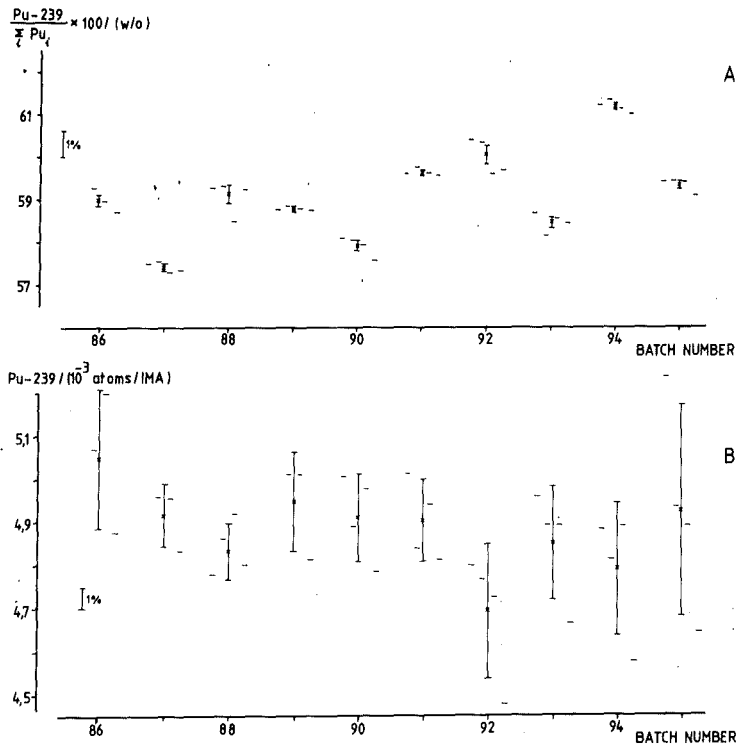 Pu-239
Σ Pu i × 100 / (w/o)
i
A
61
1%
59
57
86 88 90 92 94
BATCH NUMBER
Pu-239 / (10⁻³ atoms / IMA)
5,1
B
4,9
1%
4,7
4,5
86 88 90 92 94
BATCH NUMBER